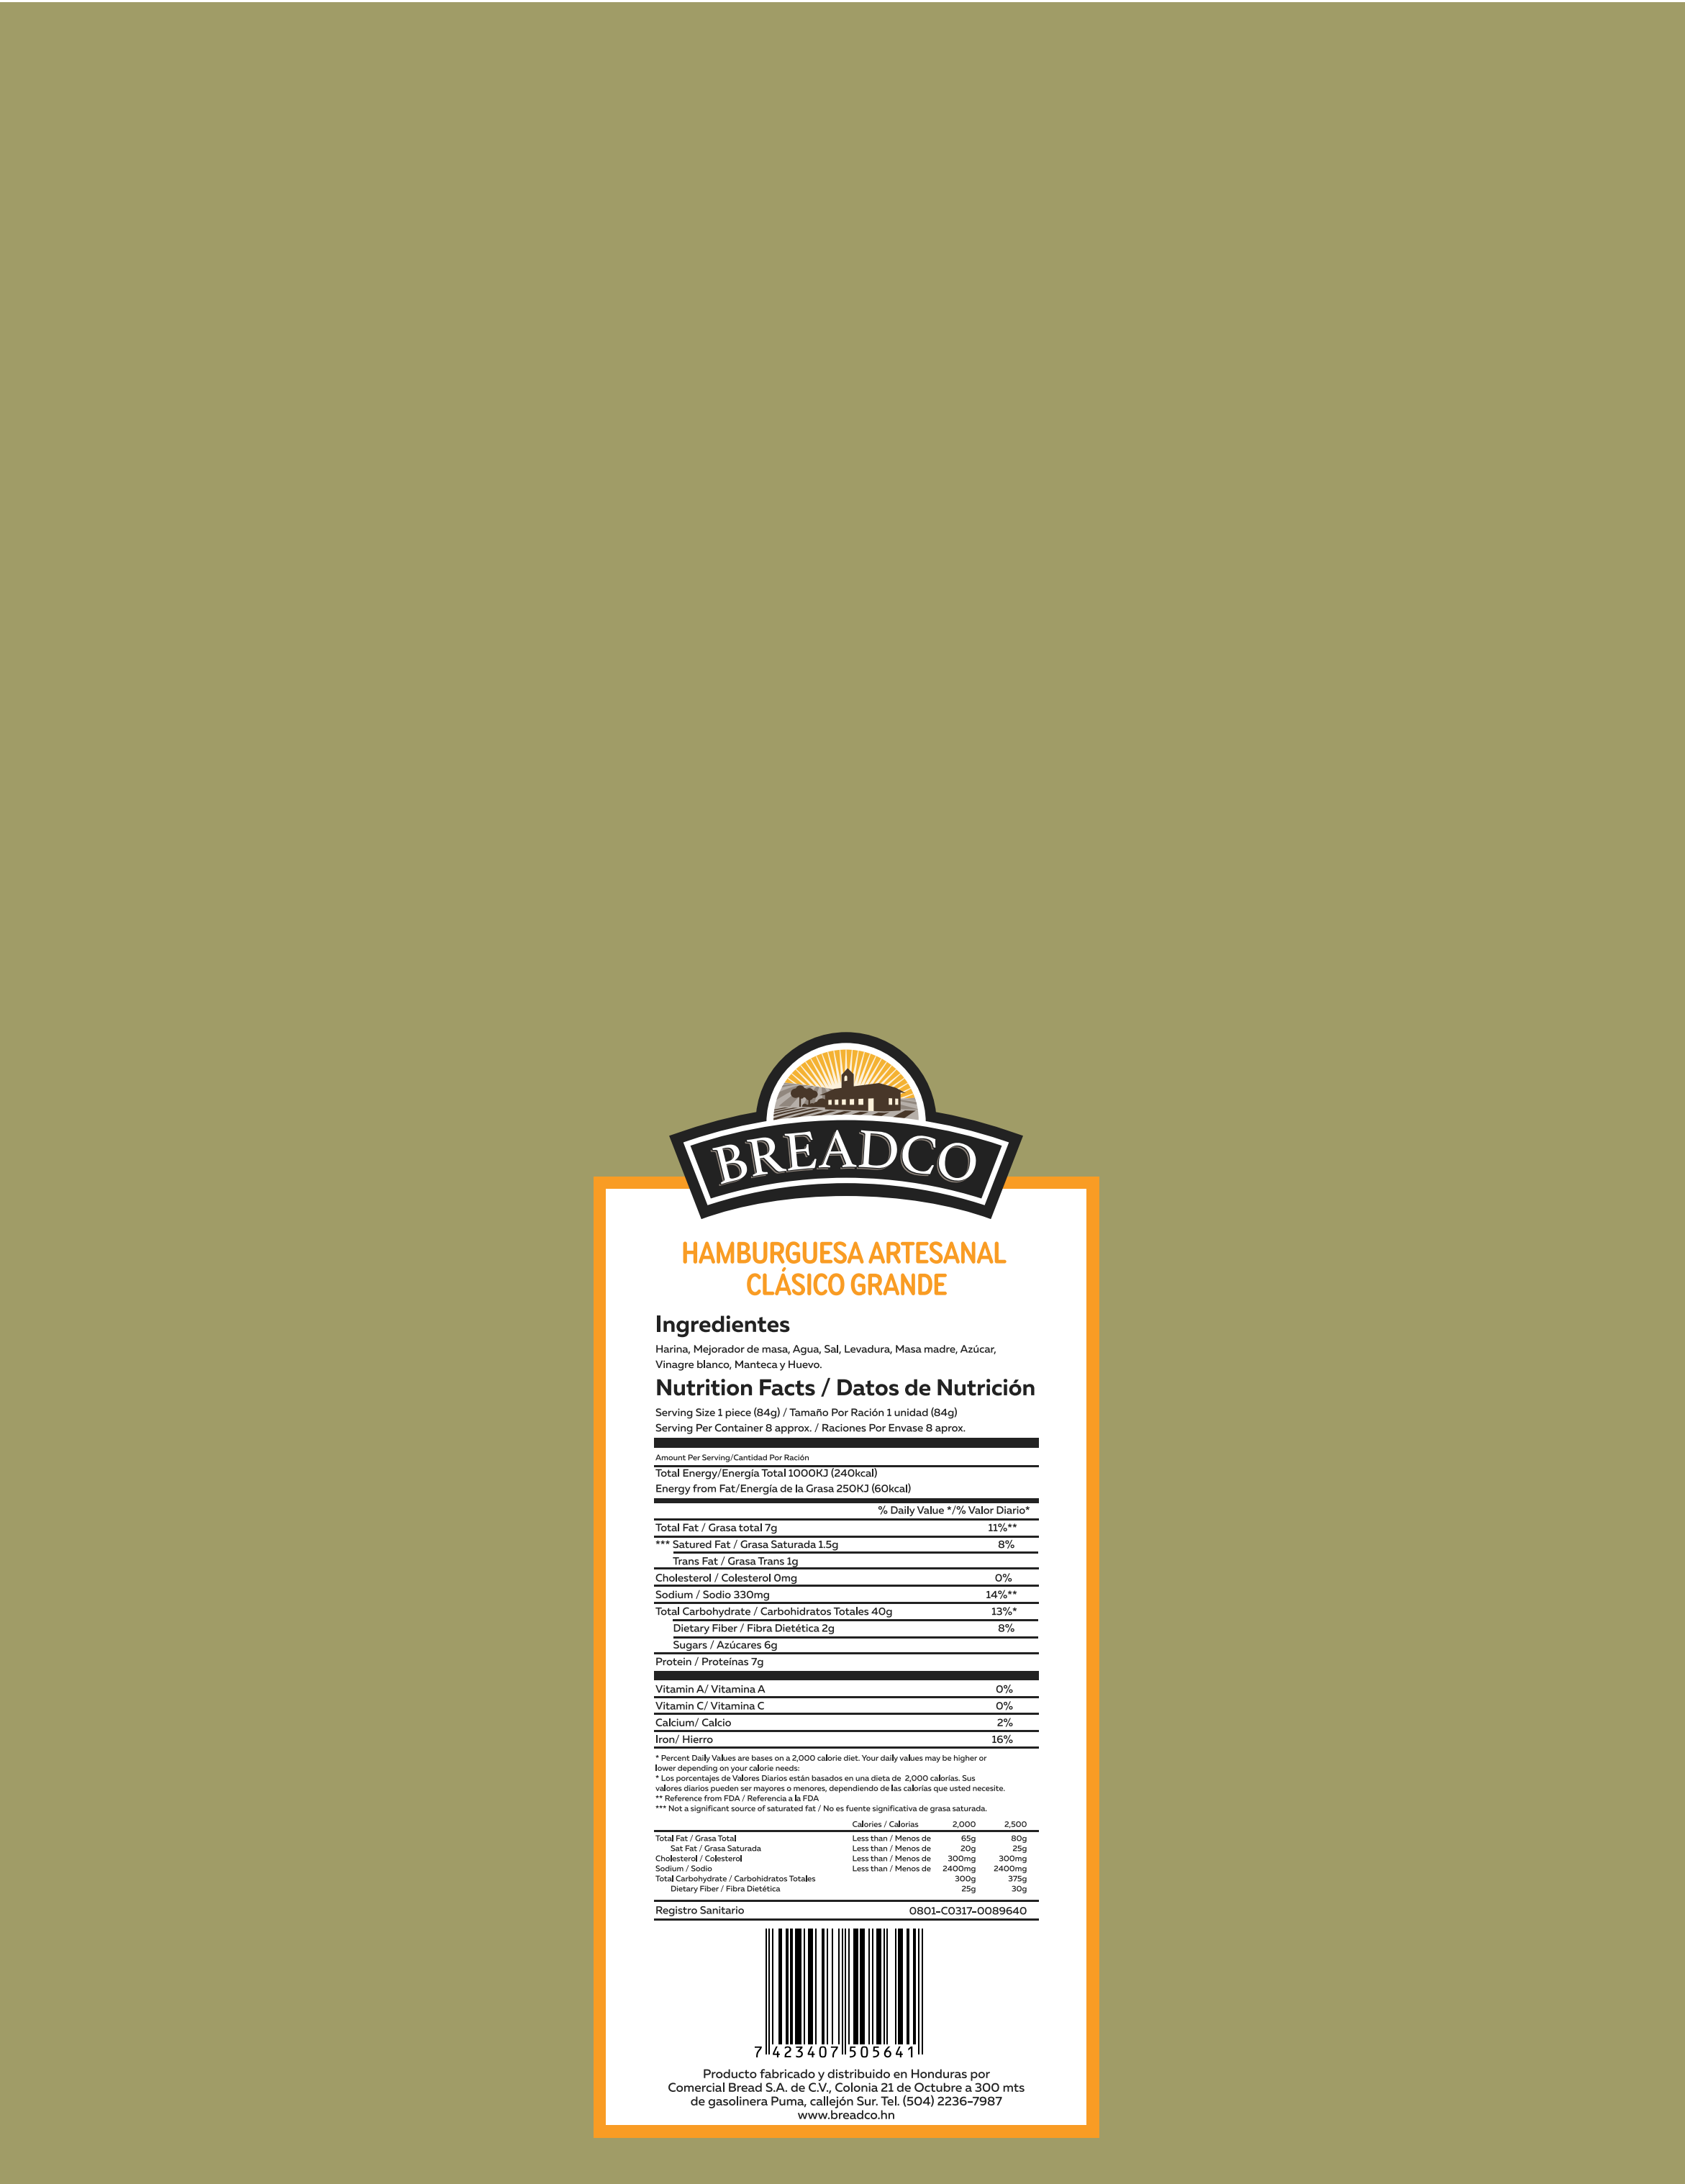 BREADCO
HAMBURGUESA ARTESANAL
CLÁSICO GRANDE
Ingredientes
Harina, Mejorador de masa, Agua, Sal, Levadura, Masa madre, Azúcar,
Vinagre blanco, Manteca y Huevo.
Nutrition Facts / Datos de Nutrición
Serving Size 1 piece (84g) / Tamaño Por Ración 1 unidad (84g)
Serving Per Container 8 approx. / Raciones Por Envase 8 aprox.
Amount Per Serving/Cantidad Por Ración
Total Energy/Energía Total 1000KJ (240kcal)
Energy from Fat/Energía de la Grasa 250KJ (60kcal)
% Daily Value */% Valor Diario*
Total Fat / Grasa total 7g 11%**
*** Satured Fat / Grasa Saturada 1.5g 8%
Trans Fat / Grasa Trans 1g
Cholesterol / Colesterol 0mg 0%
Sodium / Sodio 330mg 14%**
Total Carbohydrate / Carbohidratos Totales 40g 13%*
Dietary Fiber / Fibra Dietética 2g 8%
Sugars / Azúcares 6g
Protein / Proteínas 7g
Vitamin A/ Vitamina A 0%
Vitamin C/ Vitamina C 0%
Calcium/ Calcio 2%
Iron/ Hierro 16%
* Percent Daily Values are bases on a 2,000 calorie diet. Your daily values may be higher or
lower depending on your calorie needs:
* Los porcentajes de Valores Diarios están basados en una dieta de 2,000 calorías. Sus
valores diarios pueden ser mayores o menores, dependiendo de las calorías que usted necesite.
** Reference from FDA / Referencia a la FDA
*** Not a significant source of saturated fat / No es fuente significativa de grasa saturada.
Calories / Calorias 2,000 2,500
Total Fat / Grasa Total Less than / Menos de 65g 80g
Sat Fat / Grasa Saturada Less than / Menos de 20g 25g
Cholesterol / Colesterol Less than / Menos de 300mg 300mg
Sodium / Sodio Less than / Menos de 2400mg 2400mg
Total Carbohydrate / Carbohidratos Totales 300g 375g
Dietary Fiber / Fibra Dietética 25g 30g
Registro Sanitario 0801-C0317-0089640
7 423407 505641
Producto fabricado y distribuido en Honduras por
Comercial Bread S.A. de C.V., Colonia 21 de Octubre a 300 mts
de gasolinera Puma, callejón Sur. Tel. (504) 2236-7987
www.breadco.hn